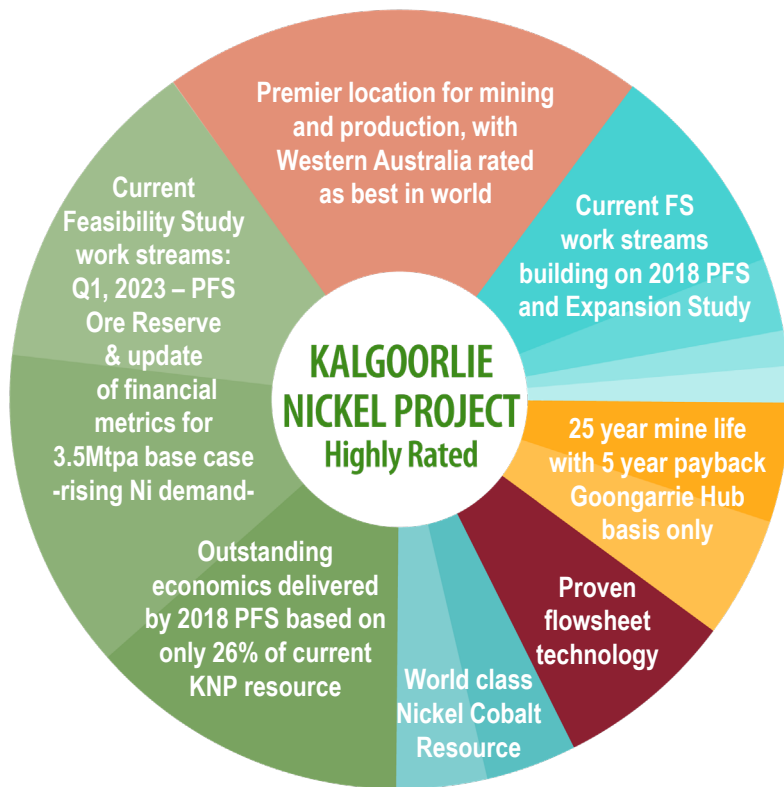 Premier location for mining
and production, with
Western Australia rated
as best in world
Current FS
work streams
building on 2018 PFS
and Expansion Study
25 year mine life
with 5 year payback
Goongarrie Hub
basis only
Proven
flowsheet
technology
World class
Nickel Cobalt
Resource
Outstanding
economics delivered
by 2018 PFS based on
only 26% of current
KNP resource
Current
Feasibility Study
work streams:
Q1, 2023 – PFS
Ore Reserve
& update
of financial
metrics for
3.5Mtpa base case
-rising Ni demand-
KALGOORLIE
NICKEL PROJECT
Highly Rated